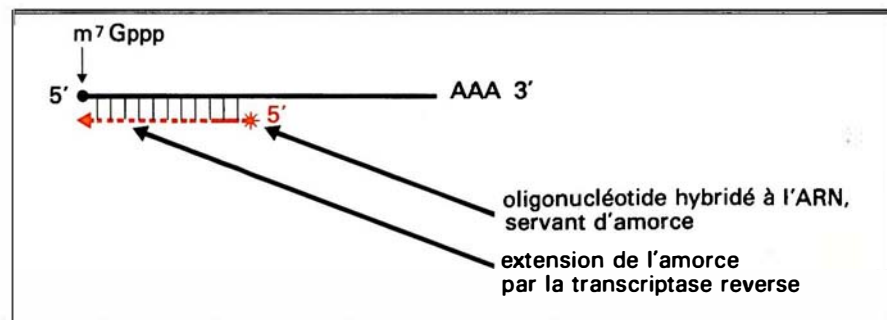 m7 Gppp
5′ AAA 3′
5′
oligonucléotide hybridé à l'ARN,
servant d'amorce
extension de l'amorce
par la transcriptase reverse